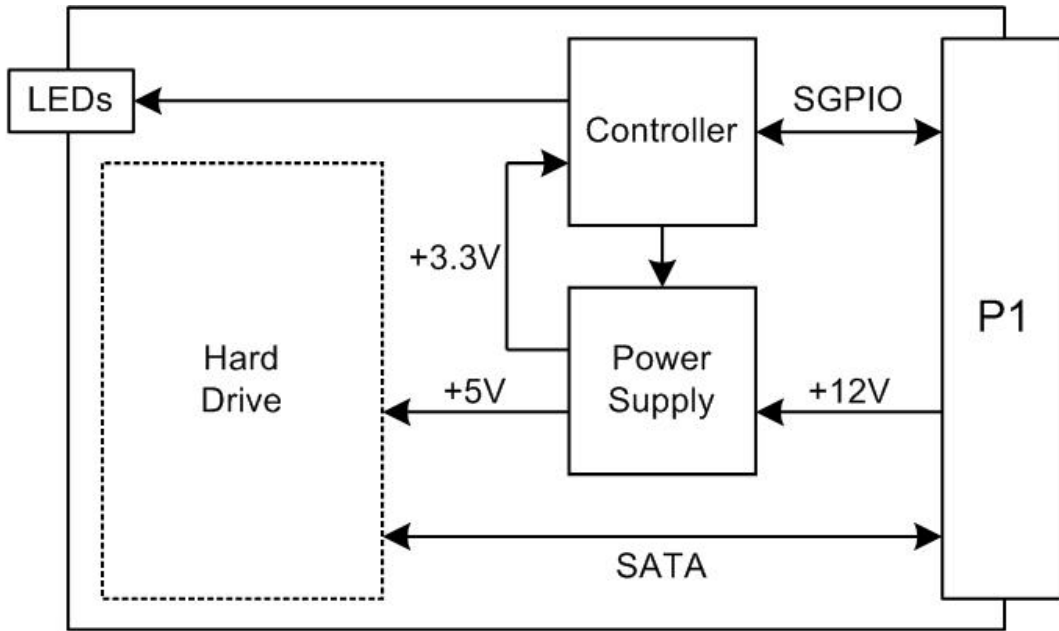 LEDs
Controller
SGPIO
+3.3V
P1
Hard
Drive
Power
Supply
+5V
+12V
SATA